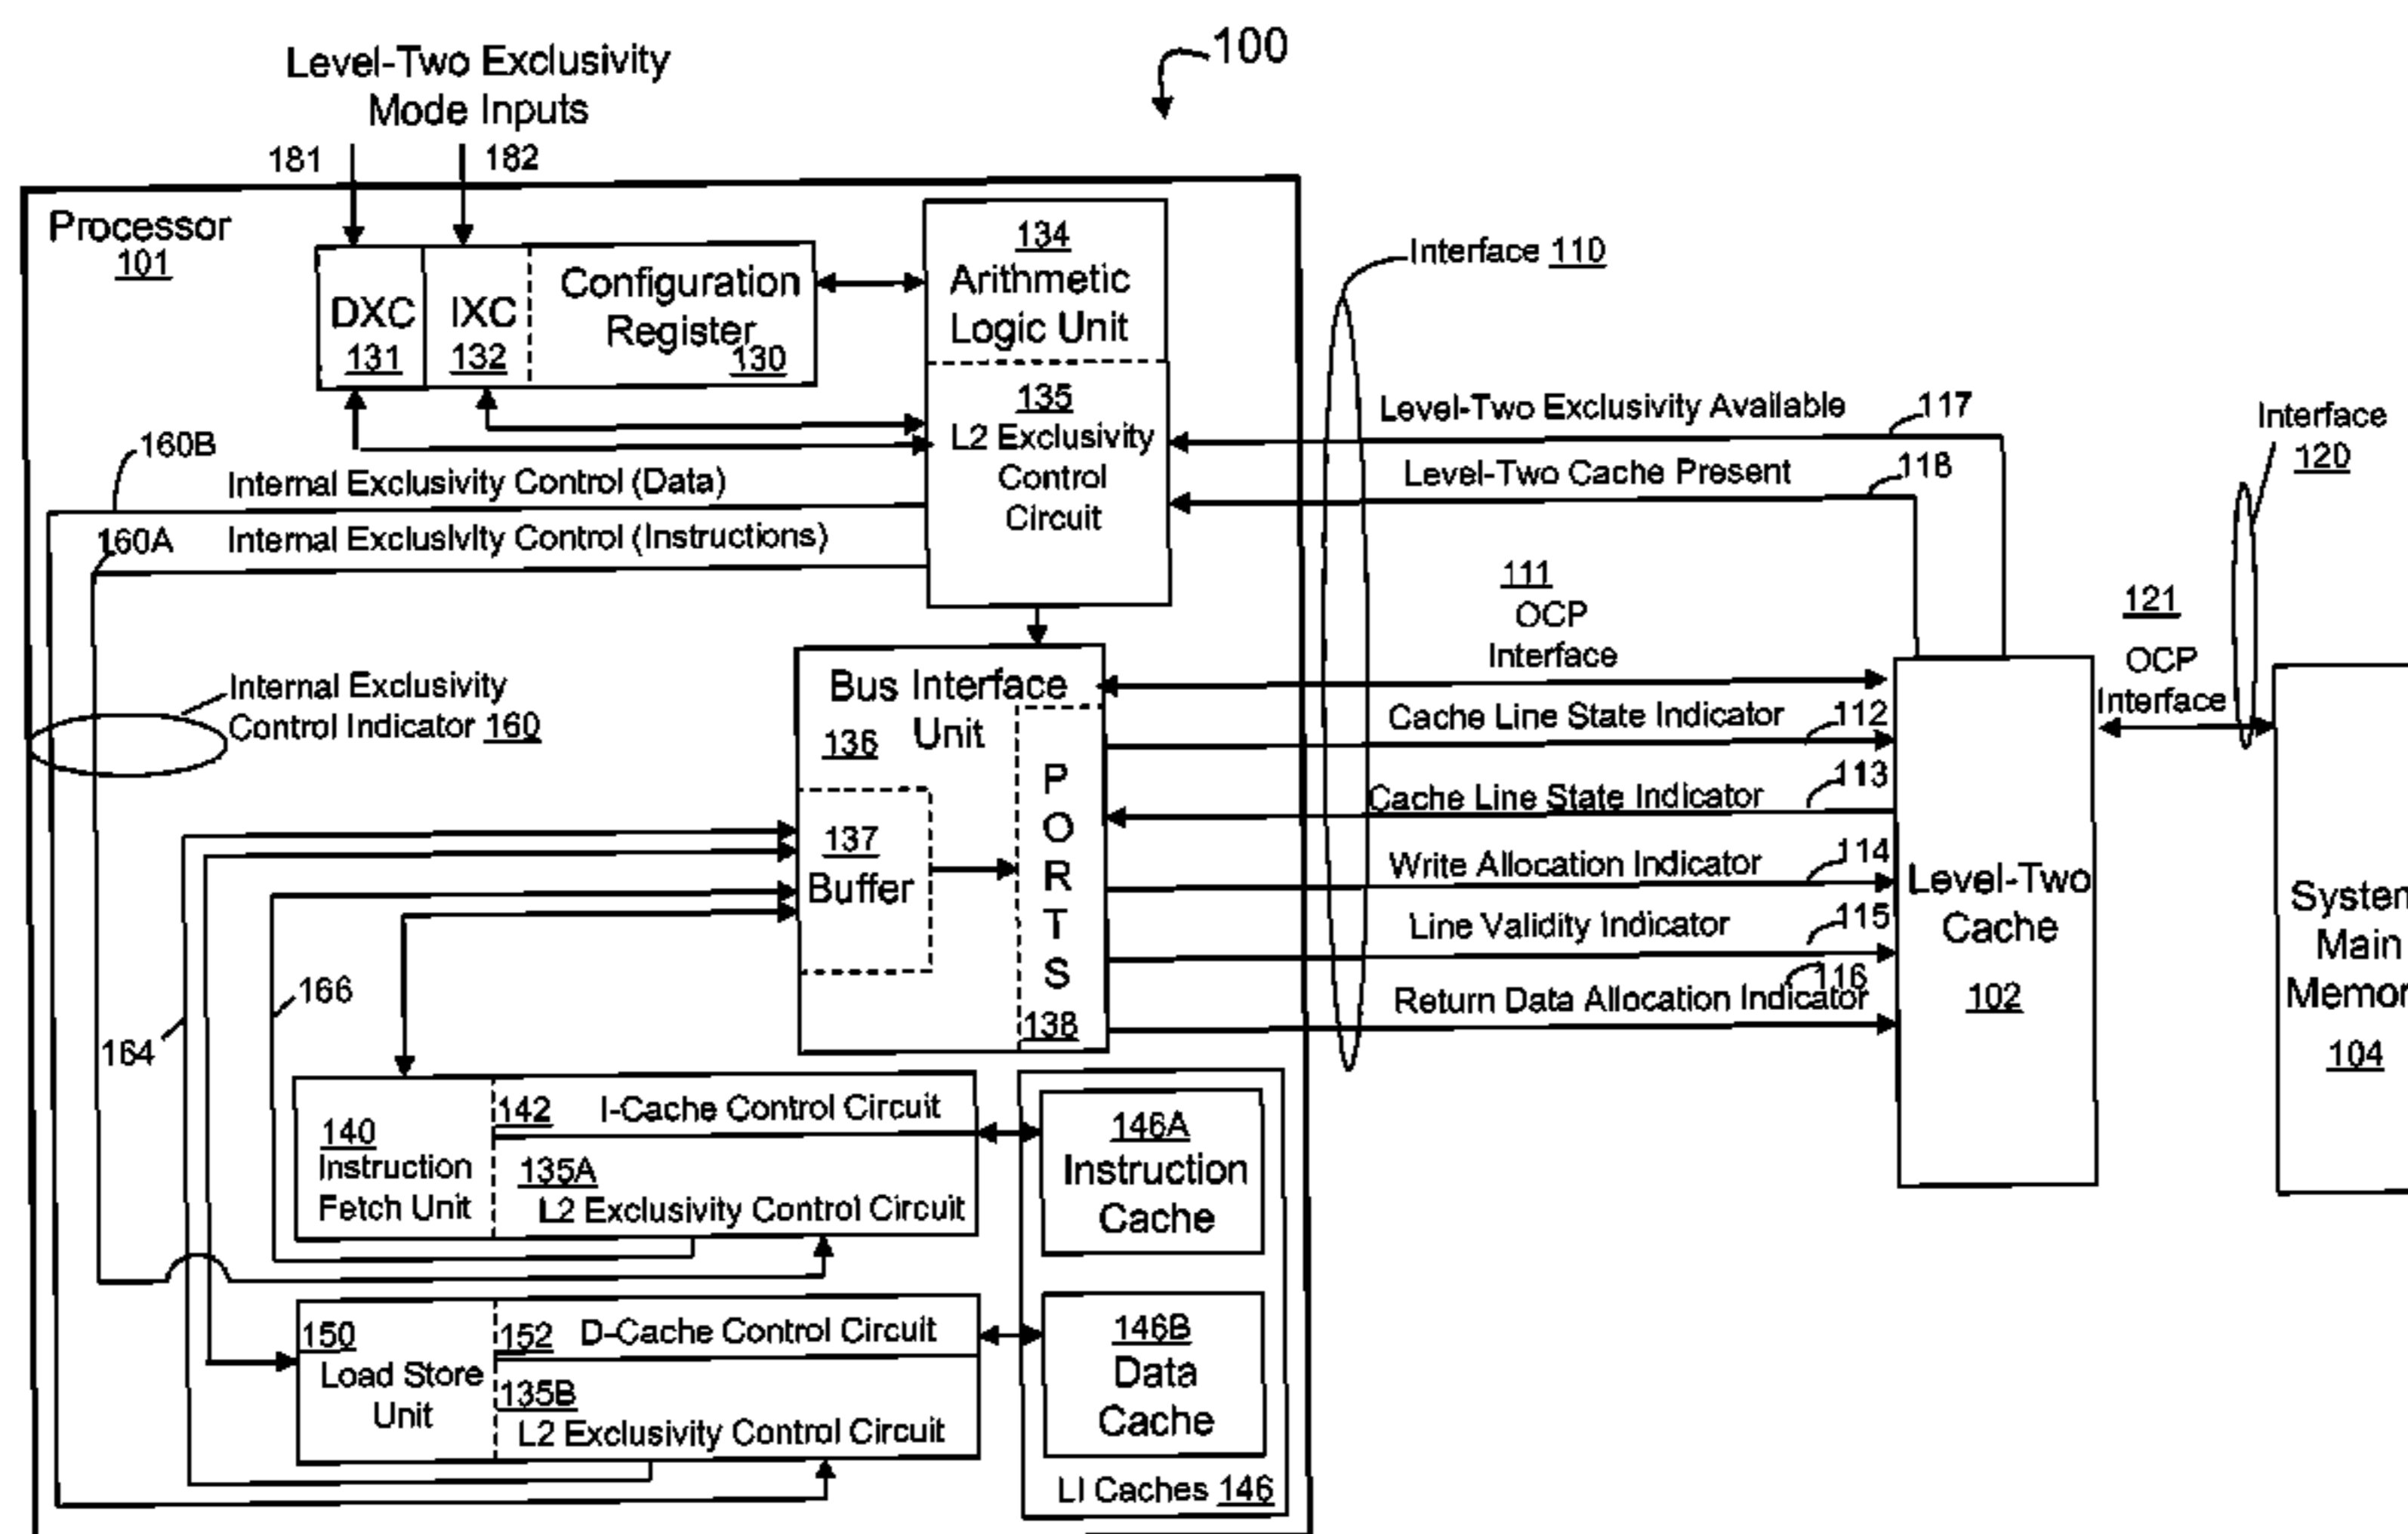 100
Level-Two Exclusivity
Mode Inputs
181
182
Processor
101
DXC
131
IXC
132
Configuration
Register
130
134
Arithmetic
Logic Unit
135
L2 Exclusivity
Control
Circuit
Interface 110
Level-Two Exclusivity Available
117
Level-Two Cache Present
118
Interface
120
160B
Internal Exclusivity Control (Data)
160A
Internal Exclusivity Control (Instructions)
111
OCP
Interface
121
OCP
Interface
Internal Exclusivity
Control Indicator 160
Bus Interface
Unit
136
137
Buffer
PORTS
138
Cache Line State Indicator
112
Cache Line State Indicator
113
Write Allocation Indicator
114
Line Validity Indicator
115
116
Return Data Allocation Indicator
Level-Two
Cache
102
Main
104
166
164
140
Instruction
Fetch Unit
142
I-Cache Control Circuit
135A
L2 Exclusivity Control Circuit
146A
Instruction
Cache
150
Load Store
Unit
152
D-Cache Control Circuit
135B
L2 Exclusivity Control Circuit
146B
Data
Cache
LI Caches 146